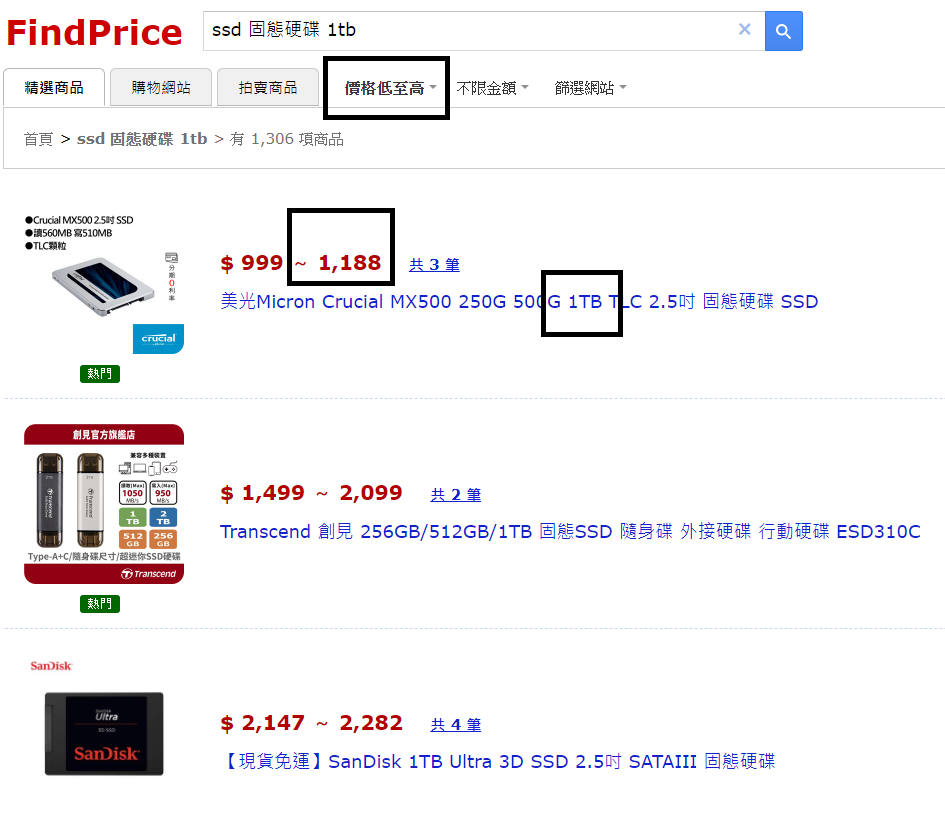 FindPrice
ssd 固態硬碟 1tb
精選商品
購物網站
拍賣商品
價格低至高
不限金額
篩選網站
首頁 > ssd 固態硬碟 1tb > 有 1,306 項商品
●Crucial MX500 2.5吋 SSD
●讀560MB 寫510MB
●TLC顆粒
分期0利率
crucial
熱門
$ 999 ~ 1,188 共 3 筆
美光Micron Crucial MX500 250G 500G 1TB TLC 2.5吋 固態硬碟 SSD
創見官方旗艦店
兼容多種裝置
讀取(Max) 寫入(Max)
1050 950
MB/s MB/s
1 TB
2 TB
512 GB
256 GB
Type-A+C/隨身碟尺寸/超迷你SSD硬碟
Transcend
熱門
$ 1,499 ~ 2,099 共 2 筆
Transcend 創見 256GB/512GB/1TB 固態SSD 隨身碟 外接硬碟 行動硬碟 ESD310C
SanDisk
SanDisk
Ultra
3D SSD
SanDisk
$ 2,147 ~ 2,282 共 4 筆
【現貨免運】SanDisk 1TB Ultra 3D SSD 2.5吋 SATAIII 固態硬碟